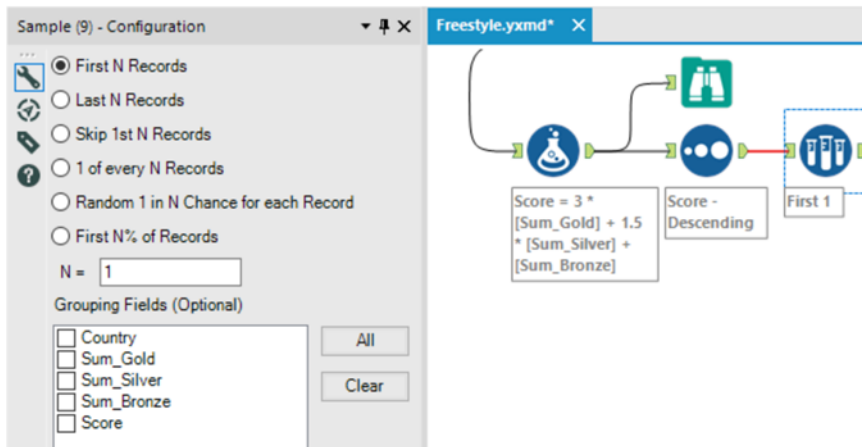 Sample (9) - Configuration
First N Records
Last N Records
Skip 1st N Records
1 of every N Records
Random 1 in N Chance for each Record
First N% of Records
N = 1
Grouping Fields (Optional)
Country
Sum_Gold
Sum_Silver
Sum_Bronze
Score
All
Clear
Freestyle.yxmd*
Score = 3 *
[Sum_Gold] + 1.5
* [Sum_Silver] +
[Sum_Bronze]
Score -
Descending
First 1